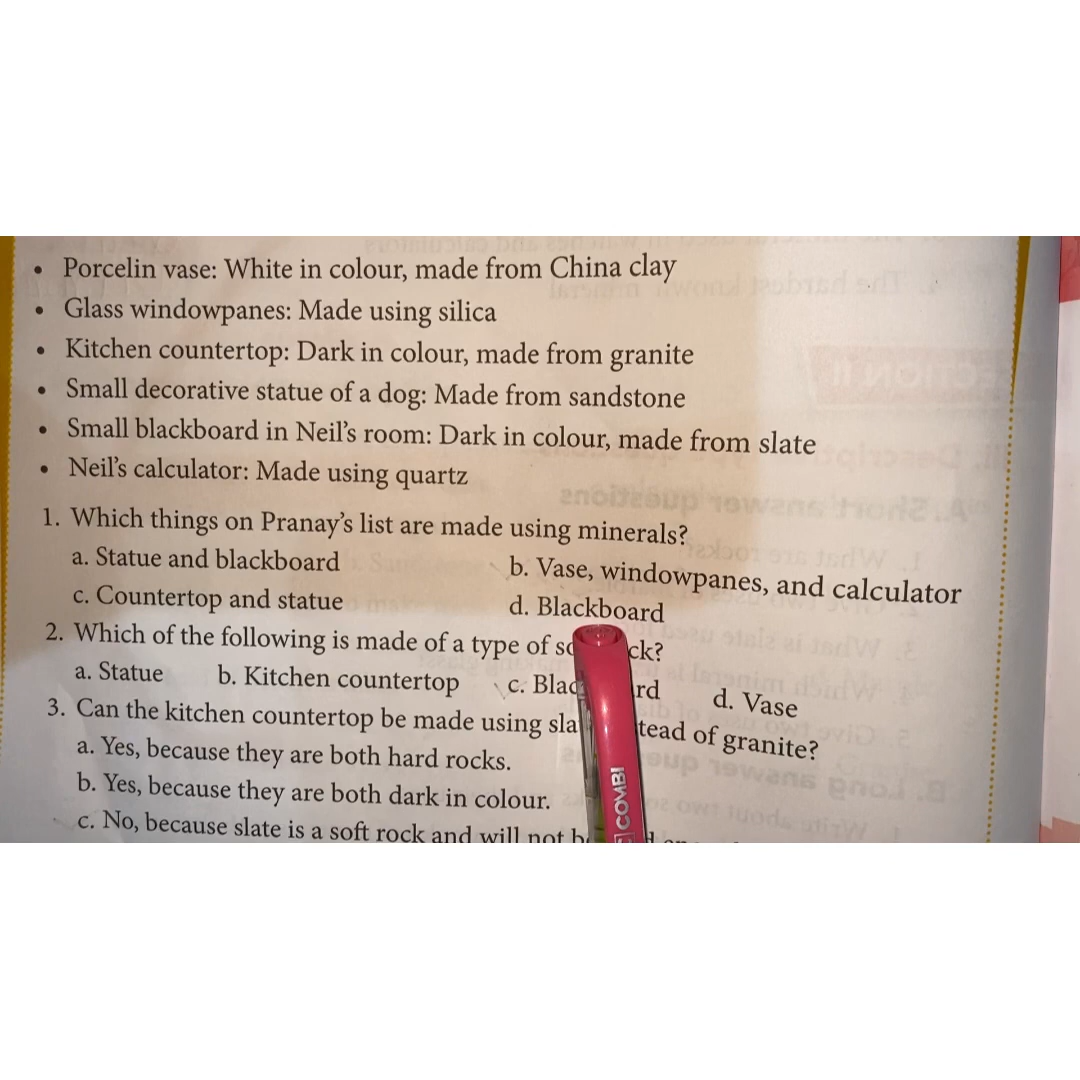 • Porcelin vase: White in colour, made from China clay
• Glass windowpanes: Made using silica
• Kitchen countertop: Dark in colour, made from granite
• Small decorative statue of a dog: Made from sandstone
• Small blackboard in Neil's room: Dark in colour, made from slate
• Neil's calculator: Made using quartz
1. Which things on Pranay's list are made using minerals?
a. Statue and blackboard b. Vase, windowpanes, and calculator
c. Countertop and statue d. Blackboard
2. Which of the following is made of a type of
a. Statue b. Kitchen countertop c. d. Vase
3. Can the kitchen countertop be made using of granite?
a. Yes, because they are both hard rocks.
b. Yes, because they are both dark in colour.
c. No, because slate is a soft rock and will not
COMBI